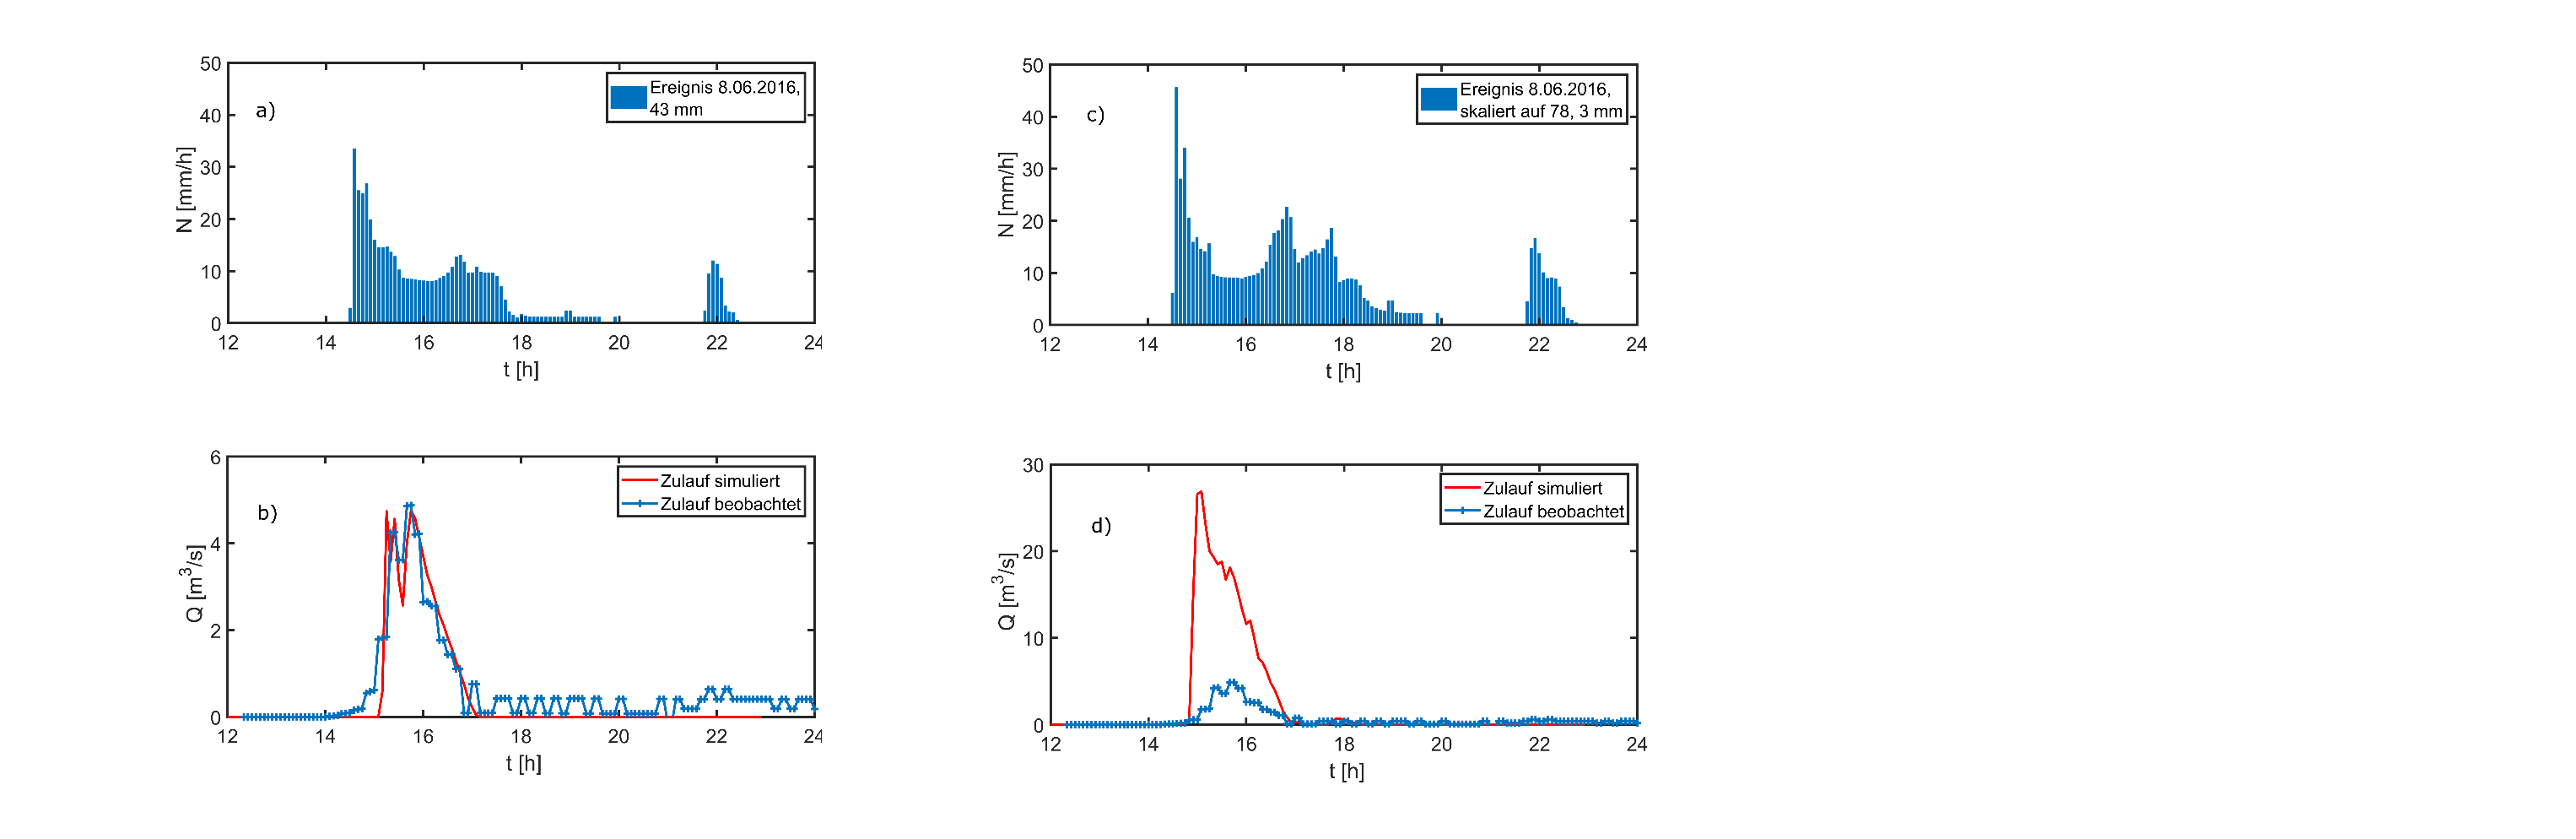 50
40
30
20
10
0
N [mm/h]
a)
Ereignis 8.06.2016,
43 mm
12 14 16 18 20 22 24
t [h]
50
40
30
20
10
0
N [mm/h]
c)
Ereignis 8.06.2016,
skaliert auf 78, 3 mm
12 14 16 18 20 22 24
t [h]
6
4
2
0
Q [m³/s]
b)
Zulauf simuliert
Zulauf beobachtet
12 14 16 18 20 22 24
t [h]
30
20
10
0
Q [m³/s]
d)
Zulauf simuliert
Zulauf beobachtet
12 14 16 18 20 22 24
t [h]